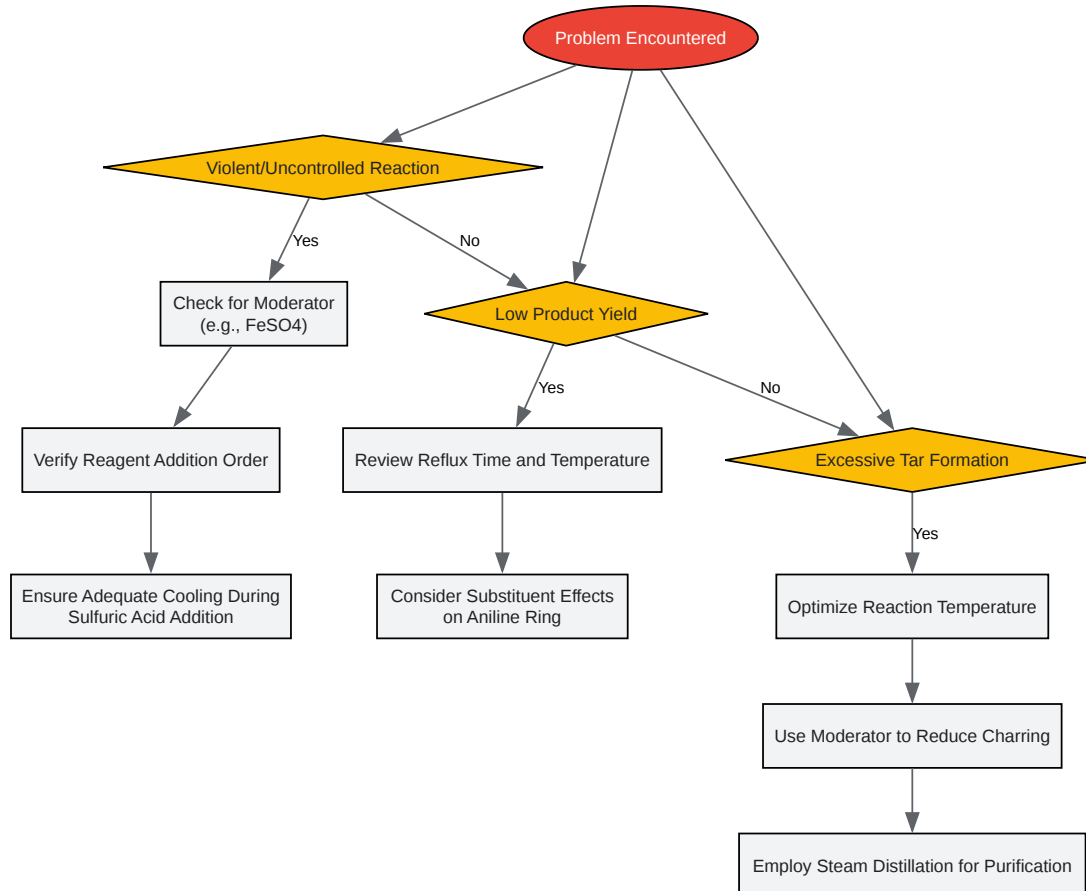 Problem Encountered
Violent/Uncontrolled Reaction
Yes
No
Check for Moderator
(e.g., FeSO4)
Low Product Yield
Yes
No
Verify Reagent Addition Order
Review Reflux Time and Temperature
Excessive Tar Formation
Yes
Ensure Adequate Cooling During
Sulfuric Acid Addition
Consider Substituent Effects
on Aniline Ring
Optimize Reaction Temperature
Use Moderator to Reduce Charring
Employ Steam Distillation for Purification